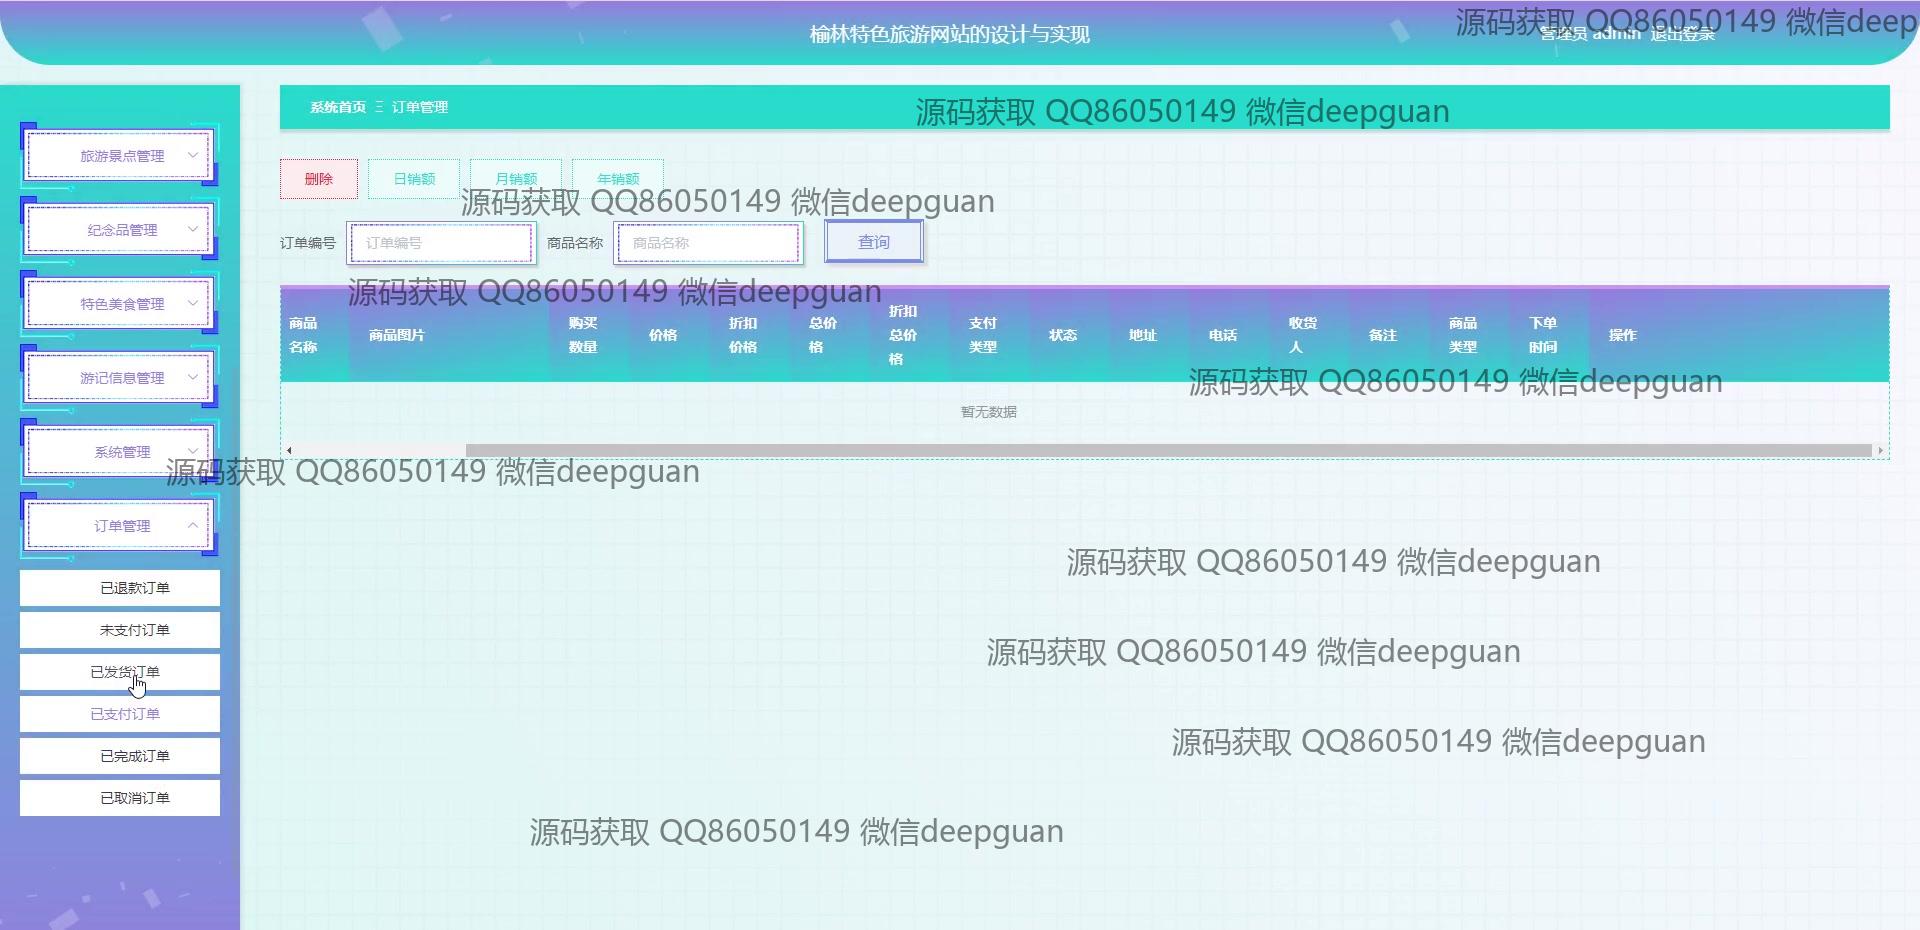 榆林特色旅游网站的设计与实现
管理员 admin 退出登录
源码获取 QQ86050149 微信deepg
系统首页 Ξ 订单管理
源码获取 QQ86050149 微信deepguan
旅游景点管理
纪念品管理
特色美食管理
游记信息管理
系统管理
订单管理
已退款订单
未支付订单
已发货订单
已支付订单
已完成订单
已取消订单
删除 日销额 月销额 年销额
源码获取 QQ86050149 微信deepguan
订单编号 订单编号 商品名称 商品名称 查询
源码获取 QQ86050149 微信deepguan
商品名称 商品图片 购买数量 价格 折扣价格 总价格 折扣总价格 支付类型 状态 地址 电话 收货人 备注 商品类型 下单时间 操作
源码获取 QQ86050149 微信deepguan
暂无数据
源码获取 QQ86050149 微信deepguan
源码获取 QQ86050149 微信deepguan
源码获取 QQ86050149 微信deepguan
源码获取 QQ86050149 微信deepguan
源码获取 QQ86050149 微信deepguan